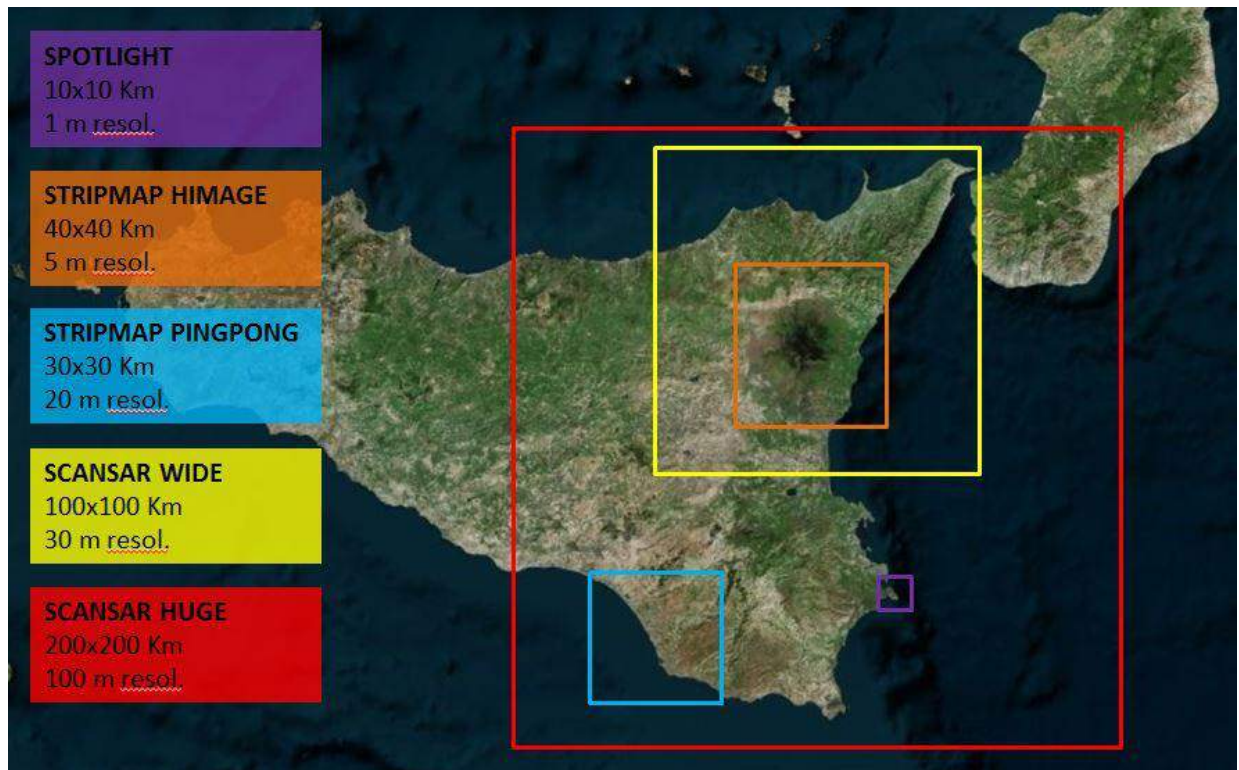 SPOTLIGHT
10x10 Km
1 m resol.
STRIPMAP HIMAGE
40x40 Km
5 m resol.
STRIPMAP PINGPONG
30x30 Km
20 m resol.
SCANSAR WIDE
100x100 Km
30 m resol.
SCANSAR HUGE
200x200 Km
100 m resol.